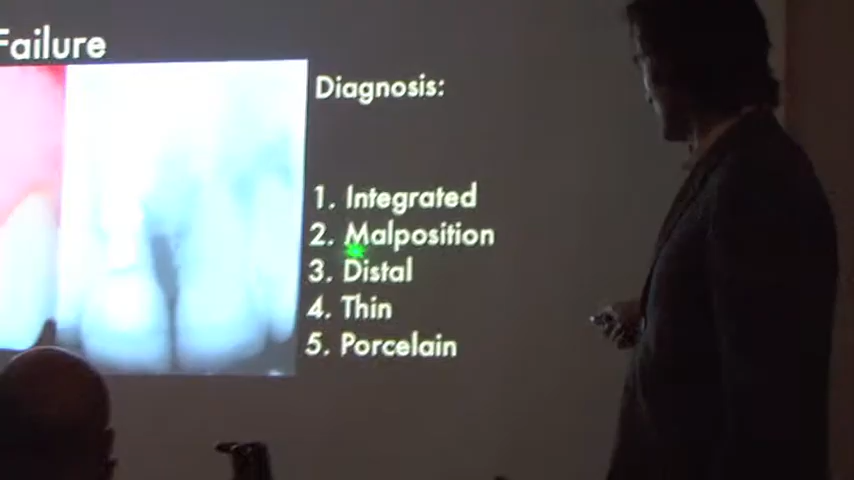 Failure
Diagnosis:
1. Integrated
2. Malposition
3. Distal
4. Thin
5. Porcelain